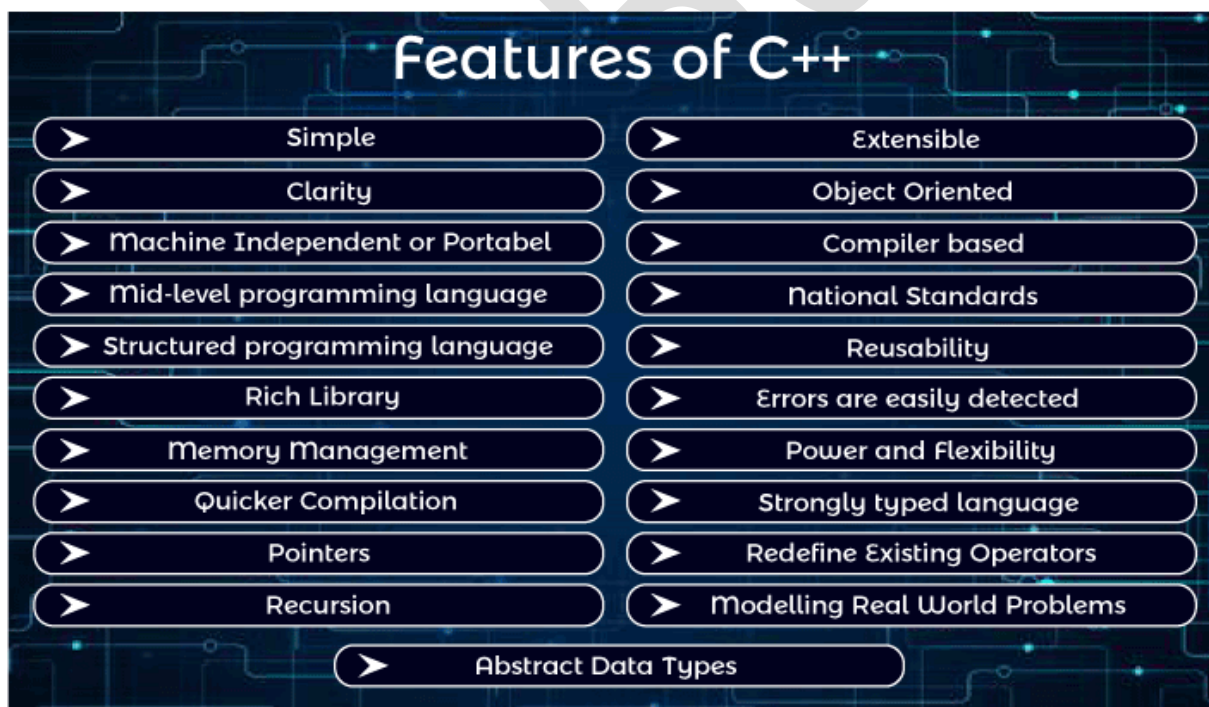 Features of C++
Simple
Clarity
Machine Independent or Portabel
Mid-level programming language
Structured programming language
Rich Library
Memory Management
Quicker Compilation
Pointers
Recursion
Extensible
Object Oriented
Compiler based
National Standards
Reusability
Errors are easily detected
Power and Flexibility
Strongly typed language
Redefine Existing Operators
Modelling Real World Problems
Abstract Data Types